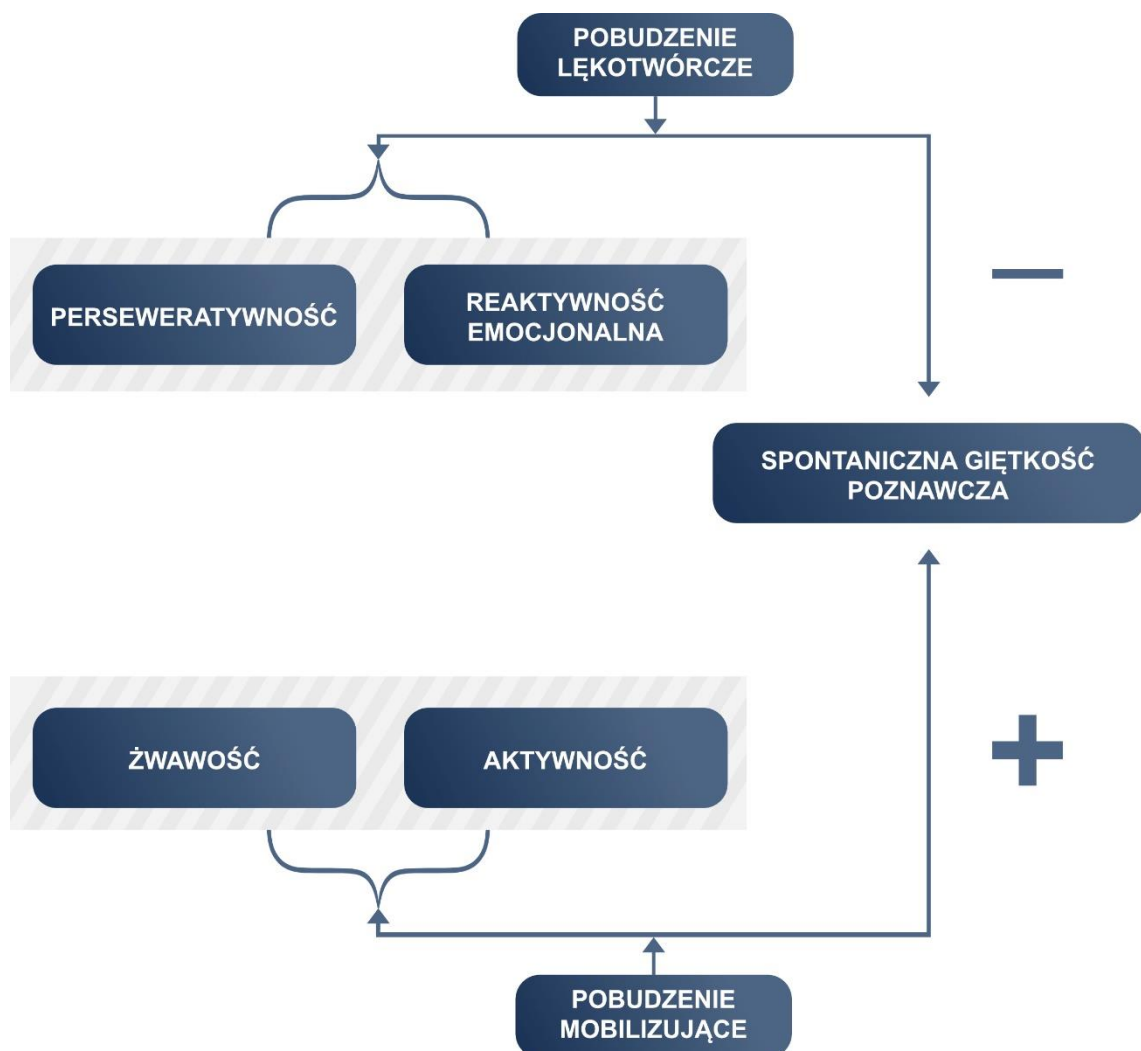 POBUDZENIE
LĘKOTWÓRCZE
PERSEWERATYWNOŚĆ
REAKTYWNOŚĆ
EMOCJONALNA
–
SPONTANICZNA GIĘTKOŚĆ
POZNAWCZA
ŻWAWOŚĆ
AKTYWNOŚĆ
+
POBUDZENIE
MOBILIZUJĄCE